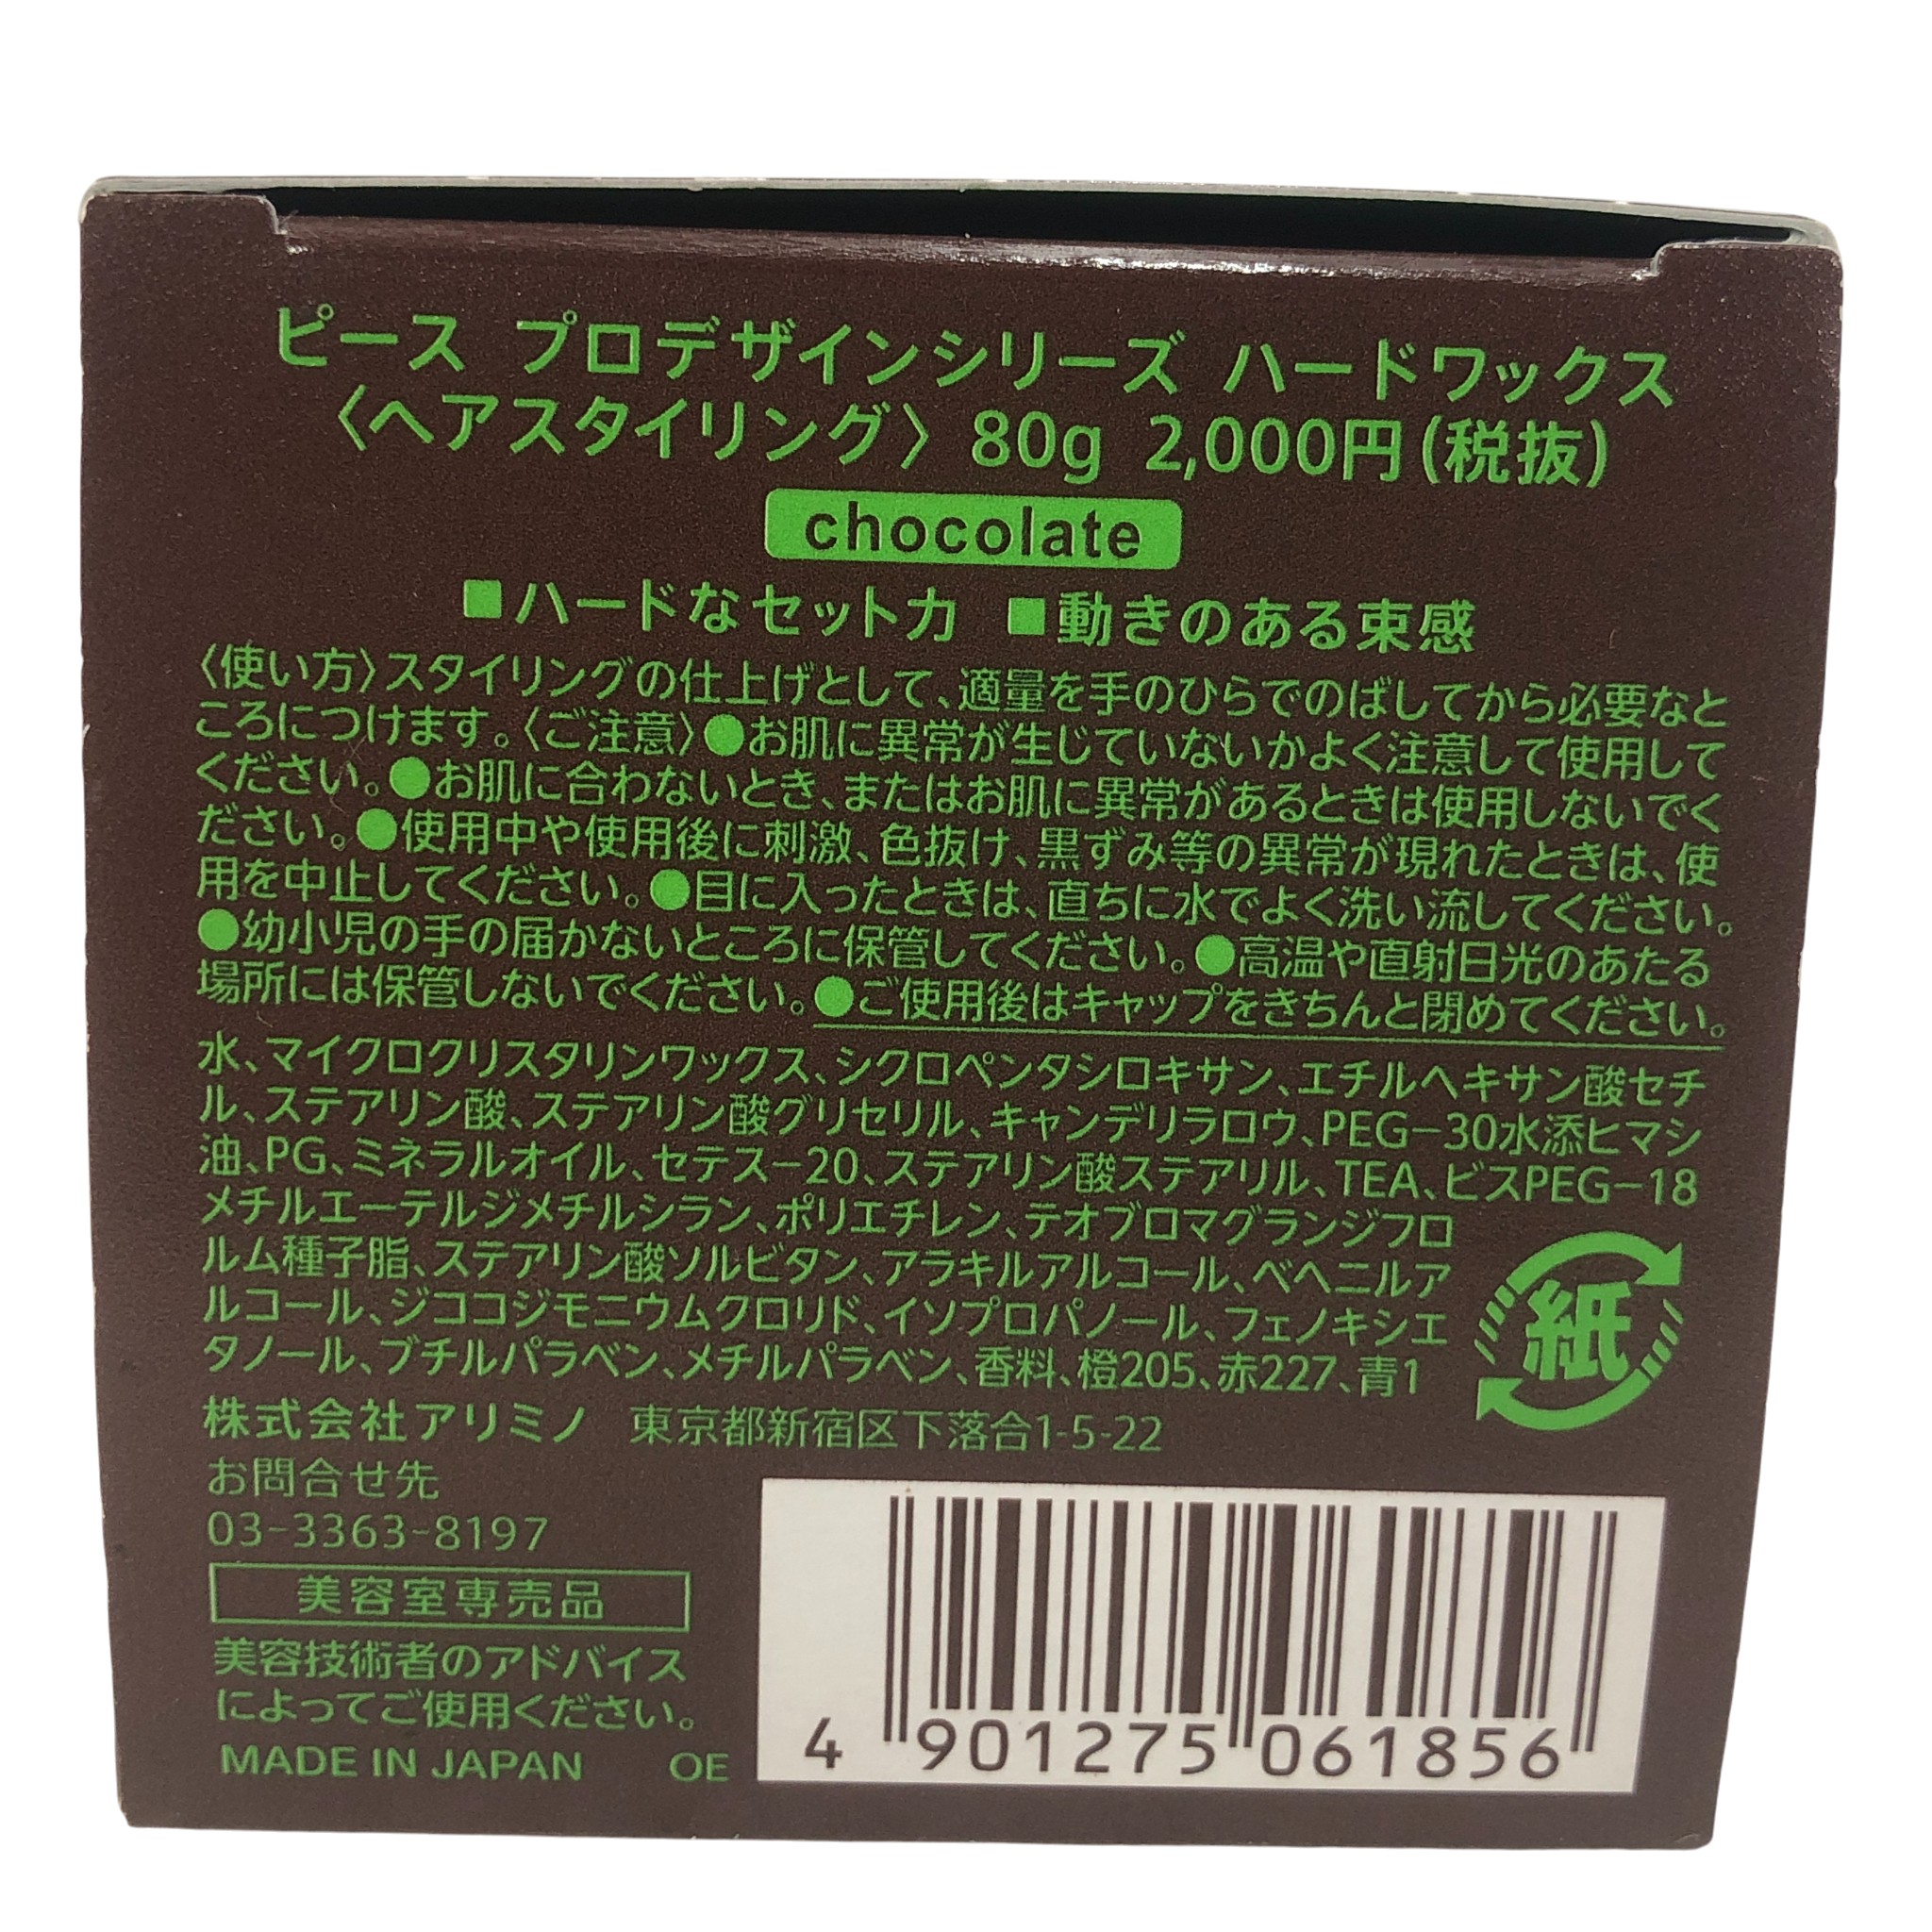 ピース プロデザインシリーズ ハードワックス
〈ヘアスタイリング〉 80g 2,000円(税抜)
chocolate
■ハードなセット力 ■動きのある束感
〈使い方〉スタイリングの仕上げとして、適量を手のひらでのばしてから必要なと
ころにつけます。〈ご注意〉●お肌に異常が生じていないかよく注意して使用して
ください。●お肌に合わないとき、またはお肌に異常があるときは使用しないでく
ださい。●使用中や使用後に刺激、色抜け、黒ずみ等の異常が現れたときは、使
用を中止してください。●目に入ったときは、直ちに水でよく洗い流してください。
●幼小児の手の届かないところに保管してください。●高温や直射日光のあたる
場所には保管しないでください。●ご使用後はキャップをきちんと閉めてください。
水、マイクロクリスタリンワックス、シクロペンタシロキサン、エチルヘキサン酸セチ
ル、ステアリン酸、ステアリン酸グリセリル、キャンデリラロウ、PEG−30水添ヒマシ
油、PG、ミネラルオイル、セテス−20、ステアリン酸ステアリル、TEA、ビスPEG−18
メチルエーテルジメチルシラン、ポリエチレン、テオブロマグランジフロ
ルム種子脂、ステアリン酸ソルビタン、アラキルアルコール、ベヘニルア
ルコール、ジココジモニウムクロリド、イソプロパノール、フェノキシエ
タノール、ブチルパラベン、メチルパラベン、香料、橙205、赤227、青1
紙
株式会社アリミノ 東京都新宿区下落合1-5-22
お問合せ先
03-3363-8197
美容室専売品
美容技術者のアドバイス
によってご使用ください。
MADE IN JAPAN OE
4 901275 061856